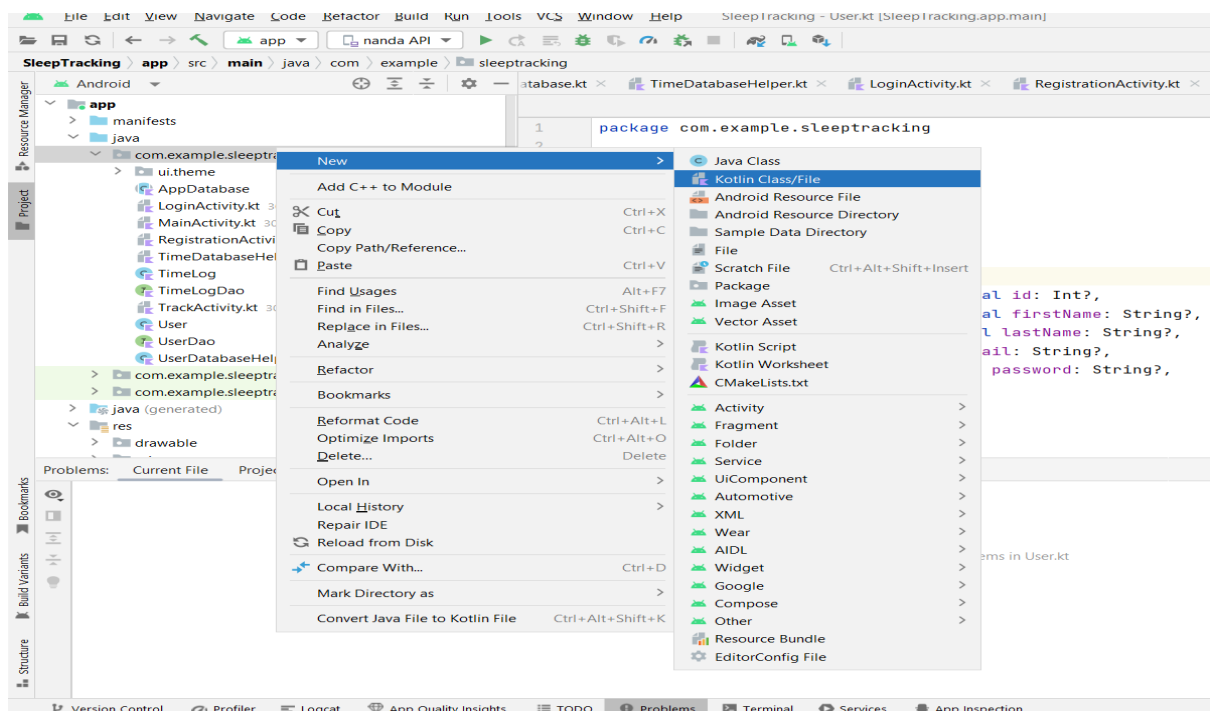 File Edit View Navigate Code Refactor Build Run Tools VCS Window Help SleepTracking - User.kt [SleepTracking.app.main]
app nanda API
SleepTracking app src main java com example sleeptracking
Android
atabase.kt TimeDatabaseHelper.kt LoginActivity.kt RegistrationActivity.kt
Resource Manager
Project
Bookmarks
Build Variants
Structure
app
manifests
java
com.example.sleeptra
ui.theme
AppDatabase
LoginActivity.kt 3
MainActivity.kt 30
RegistrationActivi
TimeDatabaseHel
TimeLog
TimeLogDao
TrackActivity.kt 30
User
UserDao
UserDatabaseHelp
com.example.sleeptra
com.example.sleeptra
java (generated)
res
drawable
1 package com.example.sleeptracking
2
al id: Int?,
al firstName: String?,
l lastName: String?,
ail: String?,
password: String?,
New
Add C++ to Module
Cut Ctrl+X
Copy Ctrl+C
Copy Path/Reference...
Paste Ctrl+V
Find Usages Alt+F7
Find in Files... Ctrl+Shift+F
Replace in Files... Ctrl+Shift+R
Analyze
Refactor
Bookmarks
Reformat Code Ctrl+Alt+L
Optimize Imports Ctrl+Alt+O
Delete... Delete
Open In
Local History
Repair IDE
Reload from Disk
Compare With... Ctrl+D
Mark Directory as
Convert Java File to Kotlin File Ctrl+Alt+Shift+K
Java Class
Kotlin Class/File
Android Resource File
Android Resource Directory
Sample Data Directory
File
Scratch File Ctrl+Alt+Shift+Insert
Package
Image Asset
Vector Asset
Kotlin Script
Kotlin Worksheet
CMakeLists.txt
Activity
Fragment
Folder
Service
UiComponent
Automotive
XML
Wear
AIDL
Widget
Google
Compose
Other
Resource Bundle
EditorConfig File
Problems: Current File Projec
ems in User.kt
Version Control Profiler Logcat App Quality Insights TODO Problems Terminal Services App Inspection